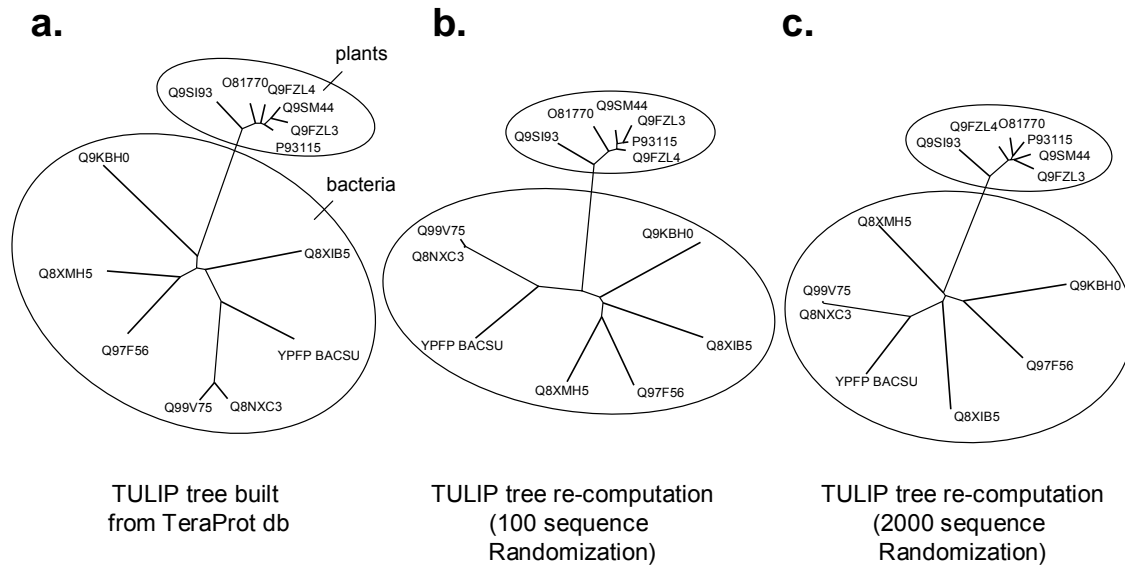 a.
plants
O81770
Q9FZL4
Q9SI93
Q9SM44
Q9FZL3
P93115
Q9KBH0
bacteria
Q8XIB5
Q8XMH5
Q97F56
YPFP BACSU
Q99V75
Q8NXC3
TULIP tree built
from TeraProt db
b.
Q9SM44
O81770
Q9FZL3
Q9SI93
P93115
Q9FZL4
Q99V75
Q9KBH0
Q8NXC3
YPFP BACSU
Q8XIB5
Q8XMH5
Q97F56
TULIP tree re-computation
(100 sequence
Randomization)
c.
Q9FZL4
O81770
Q9SI93
P93115
Q9SM44
Q9FZL3
Q8XMH5
Q99V75
Q9KBH0
Q8NXC3
Q97F56
YPFP BACSU
Q8XIB5
TULIP tree re-computation
(2000 sequence
Randomization)